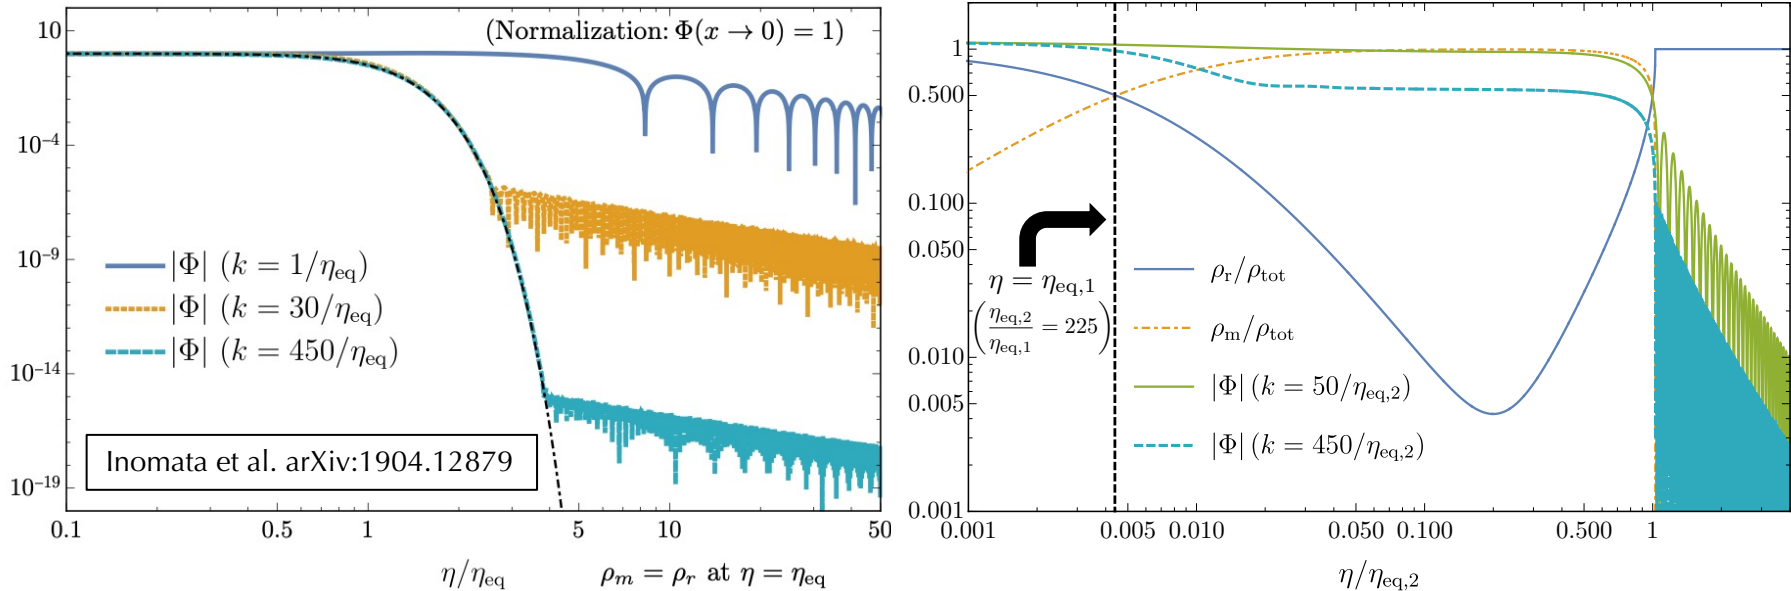 (Normalization: Φ(x → 0) = 1)
10
10⁻⁴
10⁻⁹
10⁻¹⁴
10⁻¹⁹
|Φ| (k = 1/η_eq)
|Φ| (k = 30/η_eq)
|Φ| (k = 450/η_eq)
Inomata et al. arXiv:1904.12879
0.1 0.5 1 5 10 50
η/η_eq ρ_m = ρ_r at η = η_eq
1
0.500
0.100
0.050
0.010
0.005
0.001
η = η_eq,1
(η_eq,2/η_eq,1 = 225)
ρ_r/ρ_tot
ρ_m/ρ_tot
|Φ| (k = 50/η_eq,2)
|Φ| (k = 450/η_eq,2)
0.001 0.005 0.010 0.050 0.100 0.500 1
η/η_eq,2